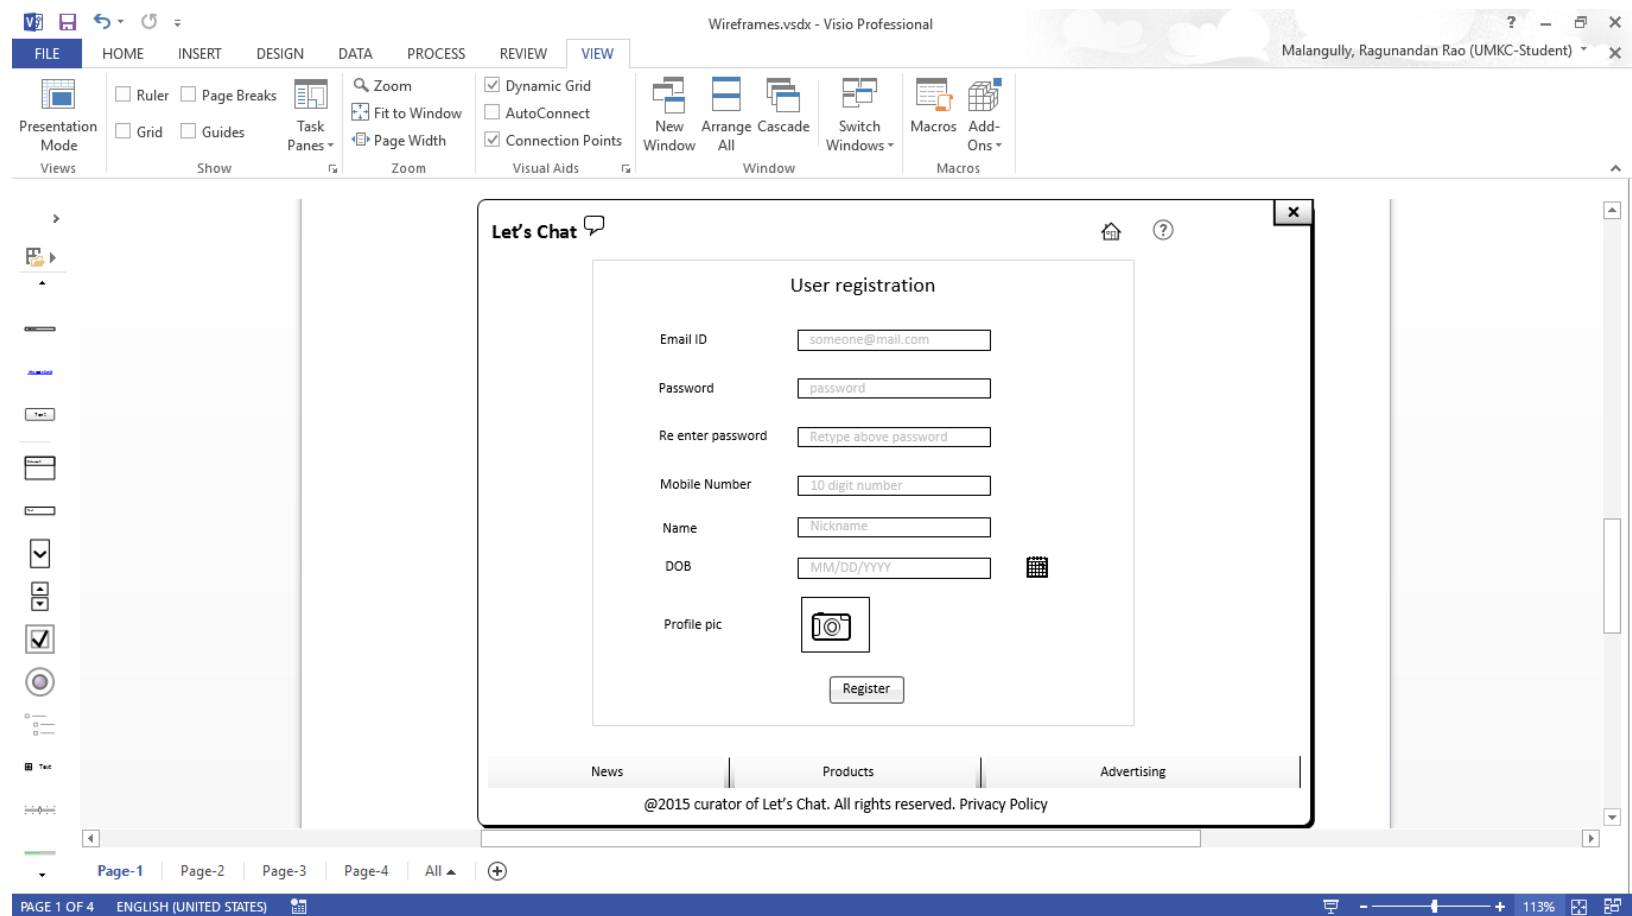 Wireframes.vsdx - Visio Professional
?
FILE HOME INSERT DESIGN DATA PROCESS REVIEW VIEW
Malangully, Ragunandan Rao (UMKC-Student)
Presentation Mode
Views
Ruler Page Breaks
Grid Guides
Task Panes
Show
Zoom
Fit to Window
Page Width
Zoom
Dynamic Grid
AutoConnect
Connection Points
Visual Aids
New Window
Arrange All
Cascade
Switch Windows
Window
Macros
Add-Ons
Macros
Let's Chat
?
User registration
Email ID someone@mail.com
Password password
Re enter password Retype above password
Mobile Number 10 digit number
Name Nickname
DOB MM/DD/YYYY
Profile pic
Register
News Products Advertising
@2015 curator of Let's Chat. All rights reserved. Privacy Policy
Page-1 Page-2 Page-3 Page-4 All
PAGE 1 OF 4 ENGLISH (UNITED STATES) 113%